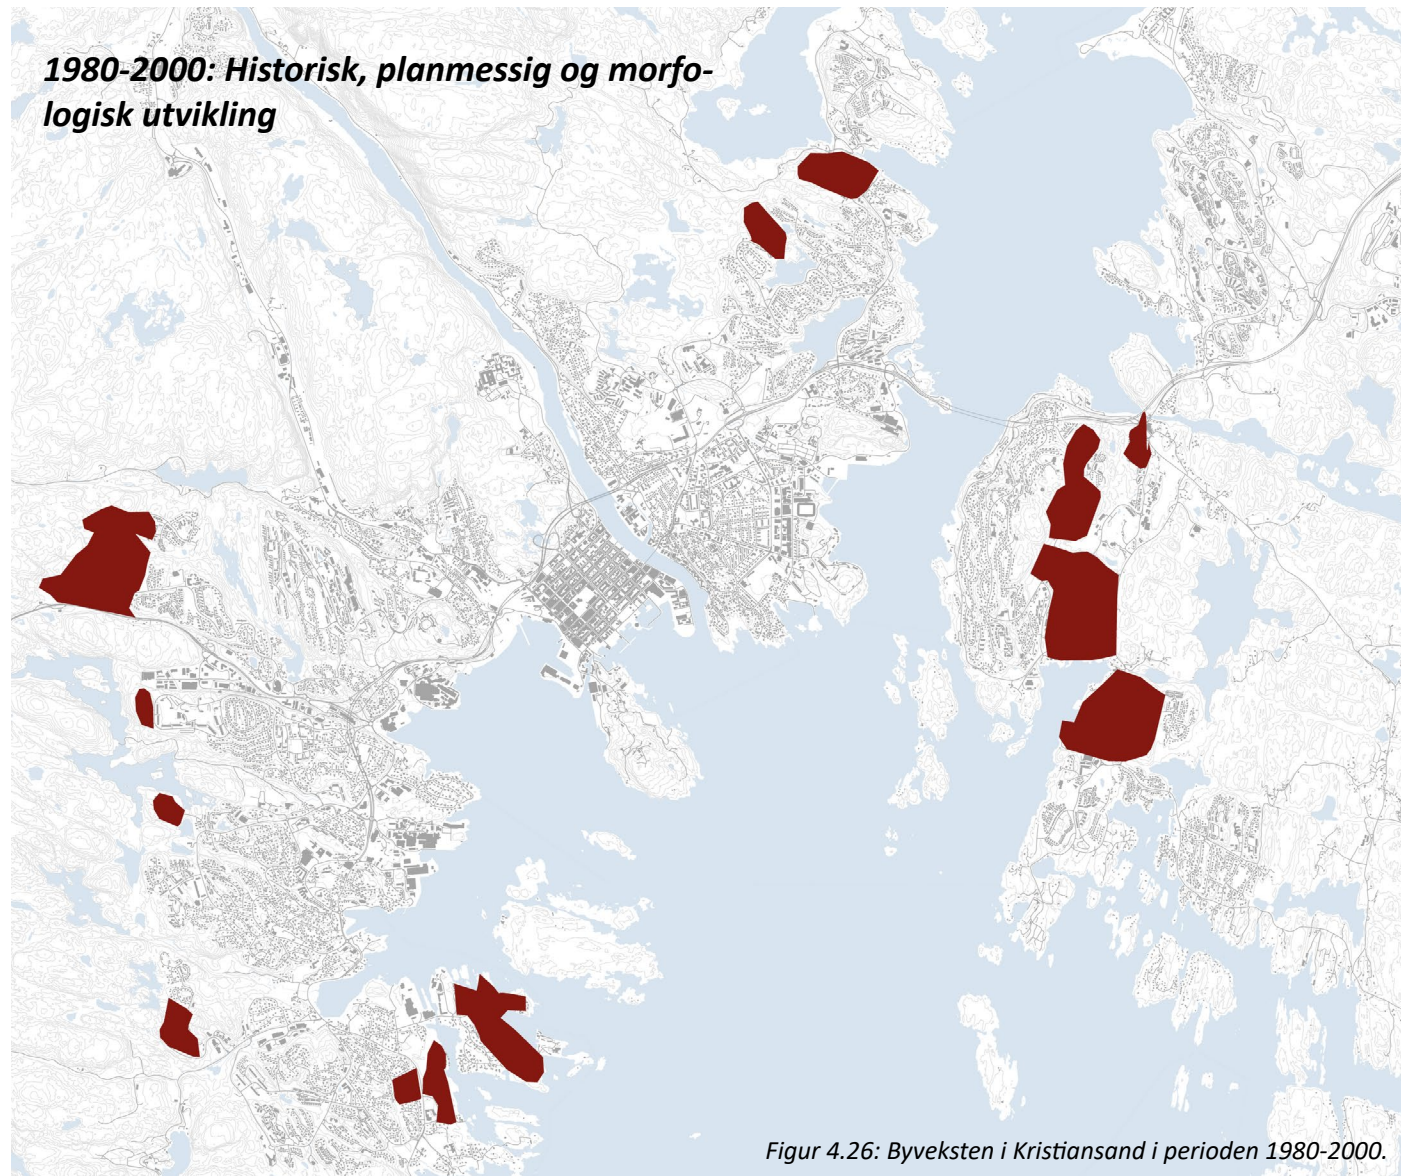 1980-2000: Historisk, planmessig og morfo-
logisk utvikling
Figur 4.26: Byveksten i Kristiansand i perioden 1980-2000.